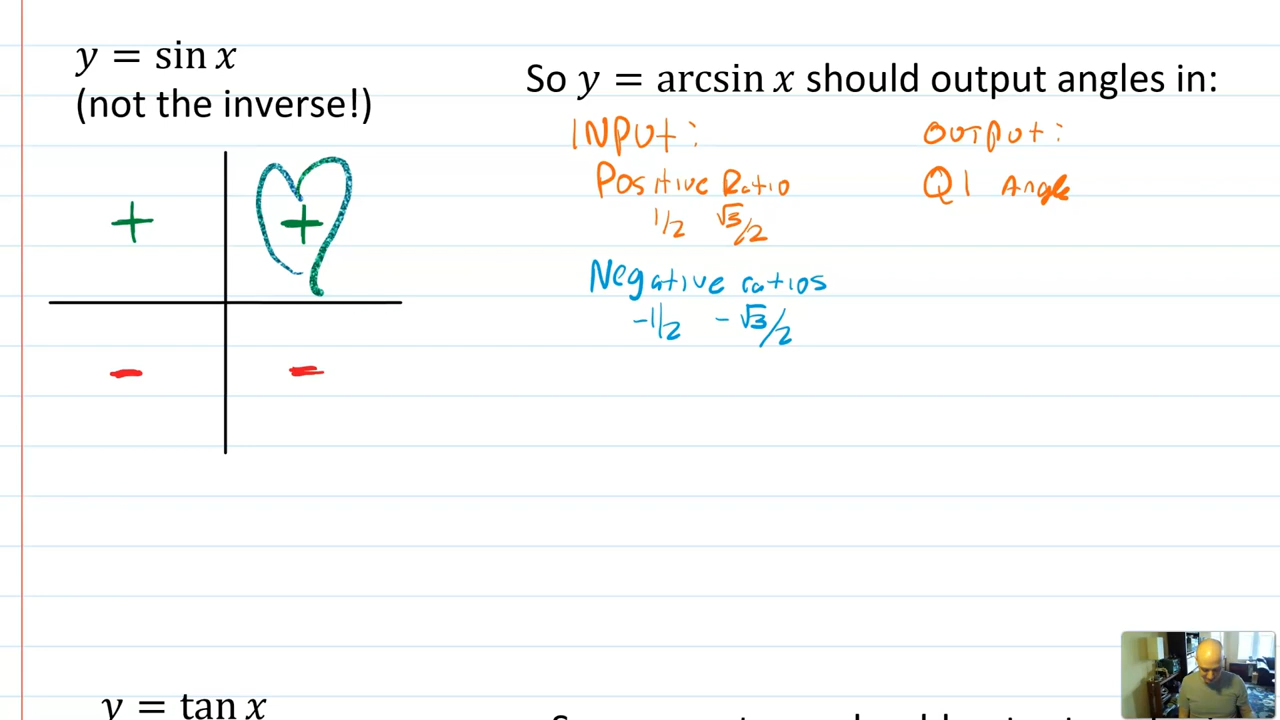 y = sin x
(not the inverse!)
So y = arcsin x should output angles in:
INPUT:
OUTPUT:
Positive Ratio
Q1 Angle
1/2 √3/2
Negative ratios
-1/2 -√3/2
+ +
- -
y = tan x